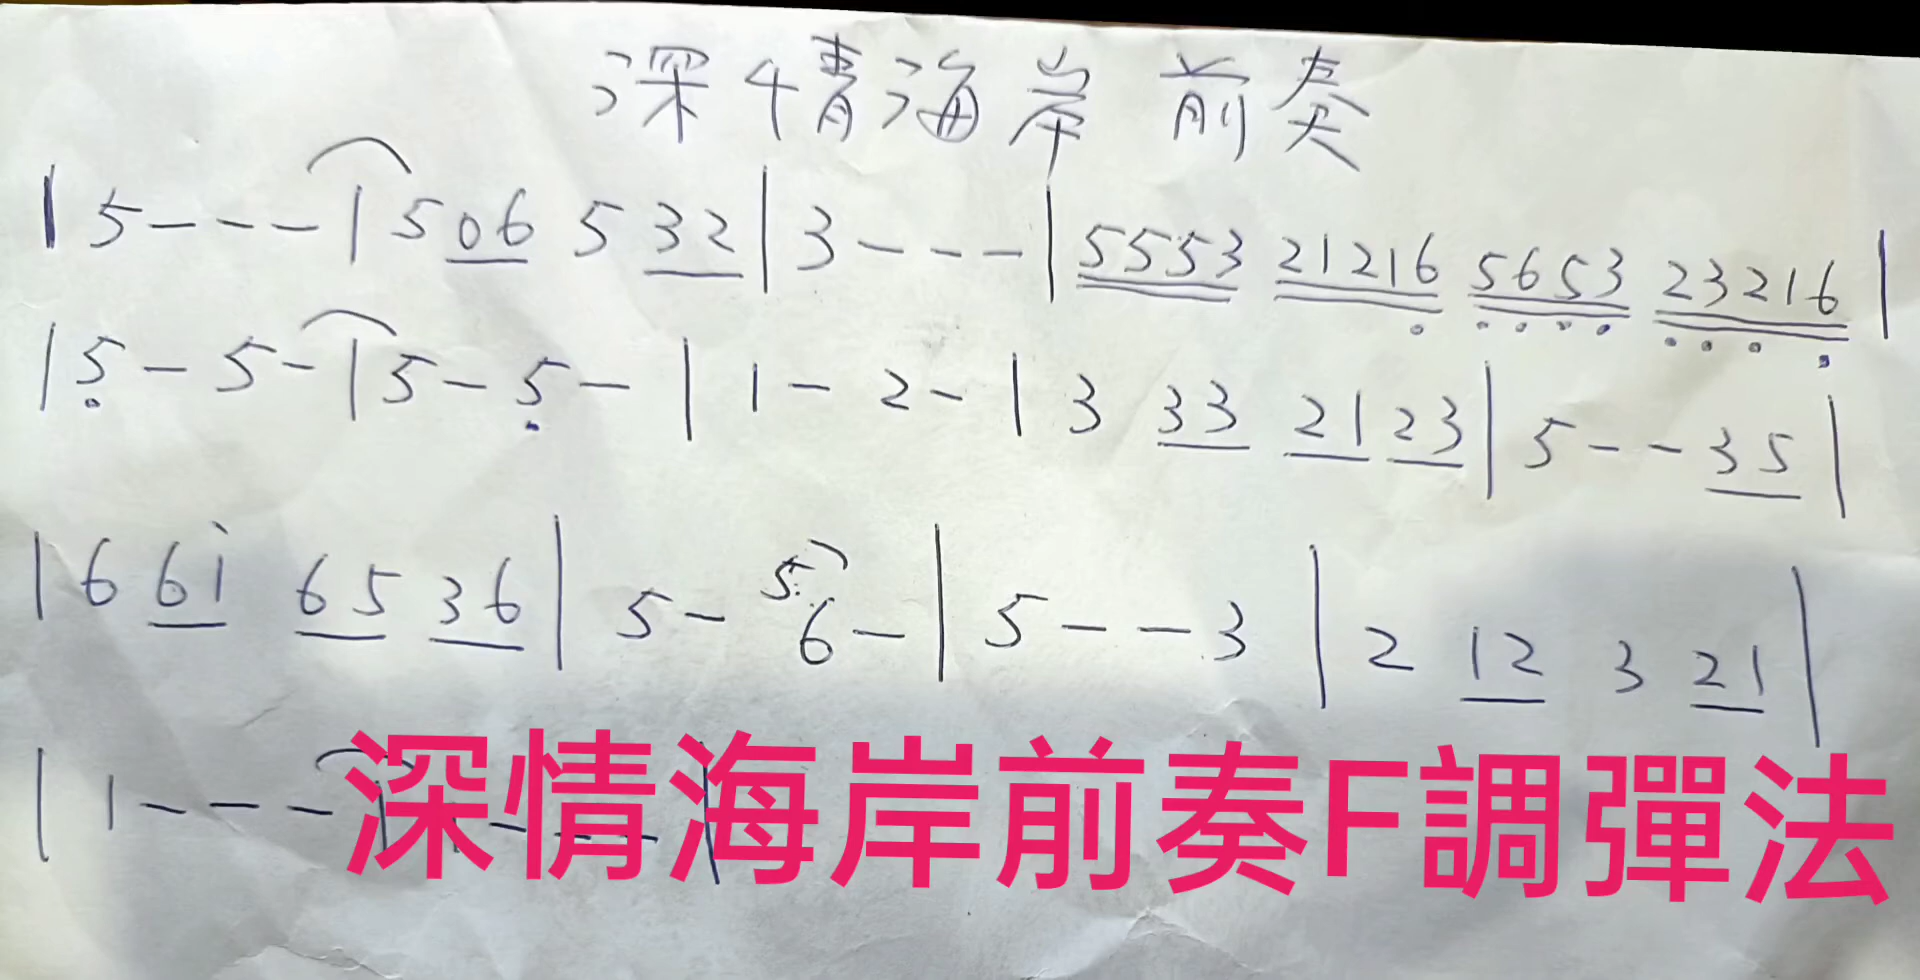 深情海岸 前奏
| 5 - - - | 5 0 6 5 3 2 | 3 - - - | 5 5 5 3 2 1 2 1 6 5 6 5 3 2 3 2 1 6 |
| 5 - 5 - | 5 - 5 - | 1 - 2 - | 3 3 3 2 1 2 3 | 5 - - 3 5 |
| 6 6 i 6 5 3 6 | 5 - 5 6 - | 5 - - 3 | 2 1 2 3 2 1 |
| 1 - - - | 1 - - - |
深情海岸前奏F調彈法